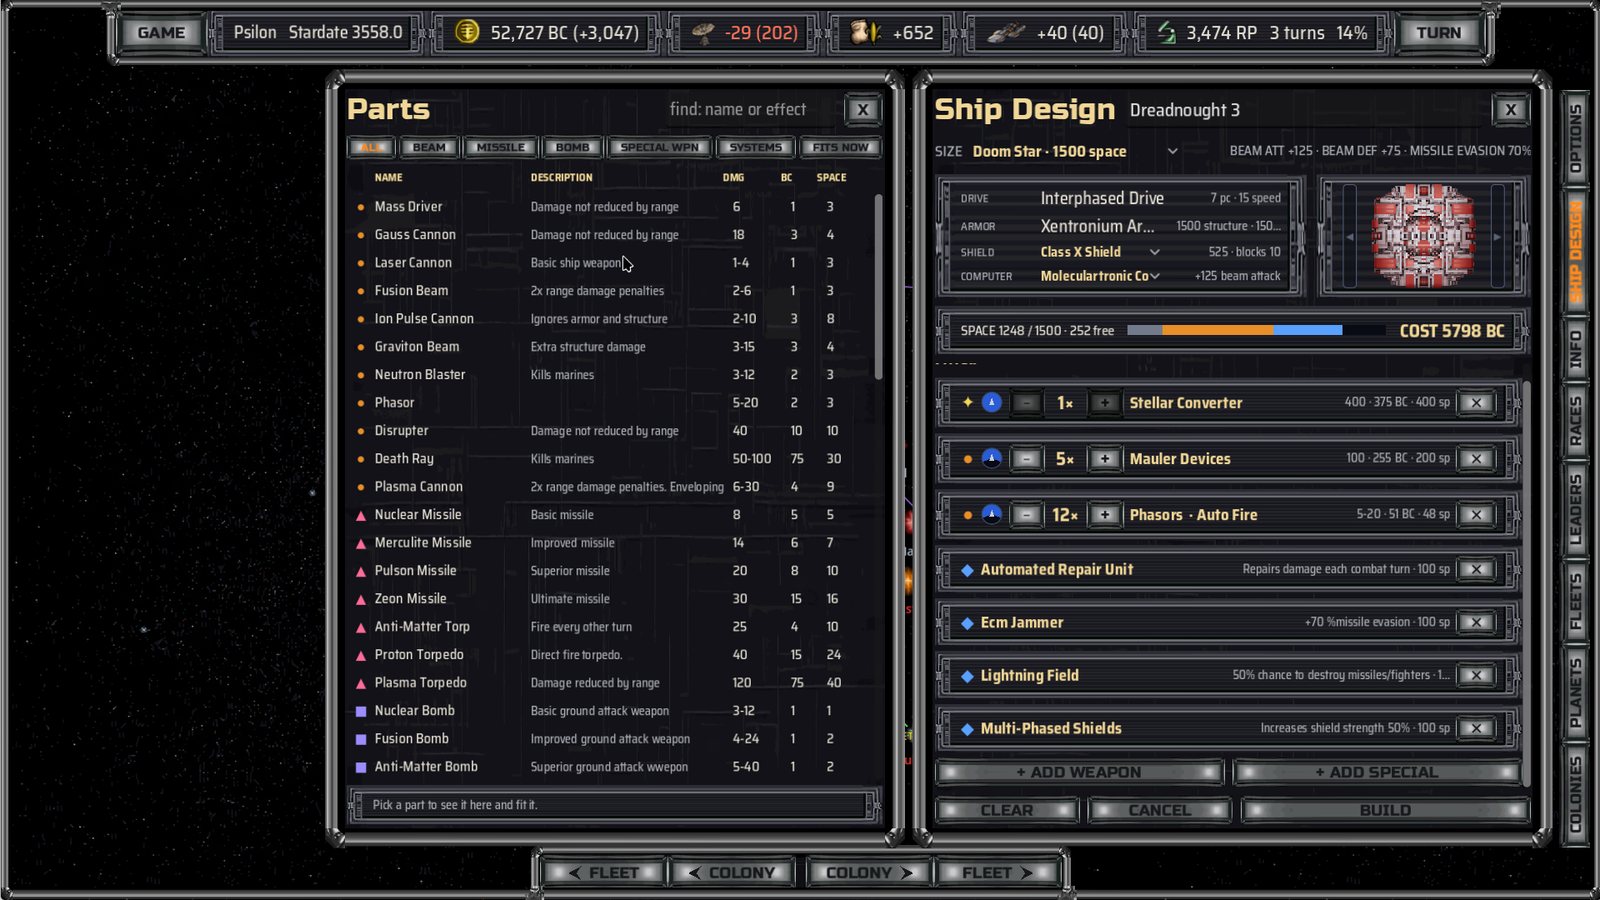 GAME
Psilon Stardate 3558.0
52,727 BC (+3,047)
-29 (202)
+652
+40 (40)
3,474 RP 3 turns 14%
TURN
Parts
find: name or effect
X
ALL
BEAM
MISSILE
BOMB
SPECIAL WPN
SYSTEMS
FITS NOW
NAME DESCRIPTION DMG BC SPACE
Mass Driver Damage not reduced by range 6 1 3
Gauss Cannon Damage not reduced by range 18 3 4
Laser Cannon Basic ship weapon 1-4 1 3
Fusion Beam 2x range damage penalties 2-6 1 3
Ion Pulse Cannon Ignores armor and structure 2-10 3 8
Graviton Beam Extra structure damage 3-15 3 4
Neutron Blaster Kills marines 3-12 2 3
Phasor 5-20 2 3
Disrupter Damage not reduced by range 40 10 10
Death Ray Kills marines 50-100 75 30
Plasma Cannon 2x range damage penalties. Enveloping 6-30 4 9
Nuclear Missile Basic missile 8 5 5
Merculite Missile Improved missile 14 6 7
Pulson Missile Superior missile 20 8 10
Zeon Missile Ultimate missile 30 15 16
Anti-Matter Torp Fire every other turn 25 4 10
Proton Torpedo Direct fire torpedo. 40 15 24
Plasma Torpedo Damage reduced by range 120 75 40
Nuclear Bomb Basic ground attack weapon 3-12 1 1
Fusion Bomb Improved ground attack weapon 4-24 1 2
Anti-Matter Bomb Superior ground attack wwepon 5-40 1 2
Pick a part to see it here and fit it.
Ship Design Dreadnought 3
X
SIZE Doom Star · 1500 space
BEAM ATT +125 · BEAM DEF +75 · MISSILE EVASION 70%
DRIVE Interphased Drive 7 pc · 15 speed
ARMOR Xentronium Ar... 1500 structure · 150...
SHIELD Class X Shield 525 · blocks 10
COMPUTER Moleculartronic Co +125 beam attack
SPACE 1248 / 1500 · 252 free
COST 5798 BC
− 1× + Stellar Converter 400 · 375 BC · 400 sp ×
− 5× + Mauler Devices 100 · 255 BC · 200 sp ×
− 12× + Phasors · Auto Fire 5-20 · 51 BC · 48 sp ×
Automated Repair Unit Repairs damage each combat turn · 100 sp ×
Ecm Jammer +70 %missile evasion · 100 sp ×
Lightning Field 50% chance to destroy missiles/fighters · 1... ×
Multi-Phased Shields Increases shield strength 50% · 100 sp ×
+ ADD WEAPON
+ ADD SPECIAL
CLEAR
CANCEL
BUILD
OPTIONS
SHIP DESIGN
INFO
RACES
LEADERS
FLEETS
PLANETS
COLONIES
< FLEET
< COLONY
COLONY >
FLEET >